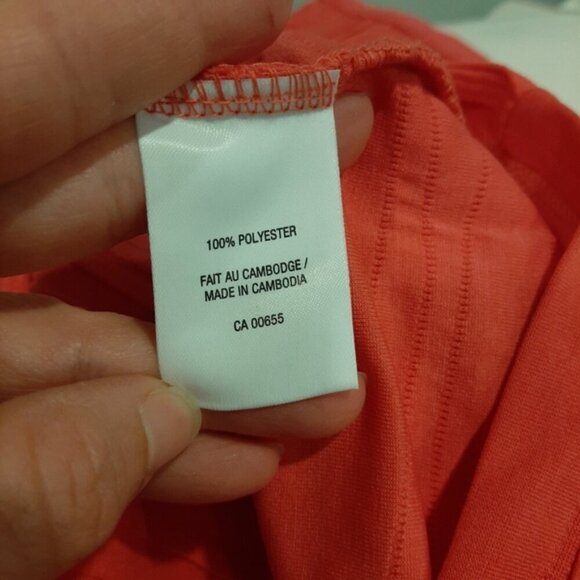 100% POLYESTER
FAIT AU CAMBODGE /
MADE IN CAMBODIA
CA 00655